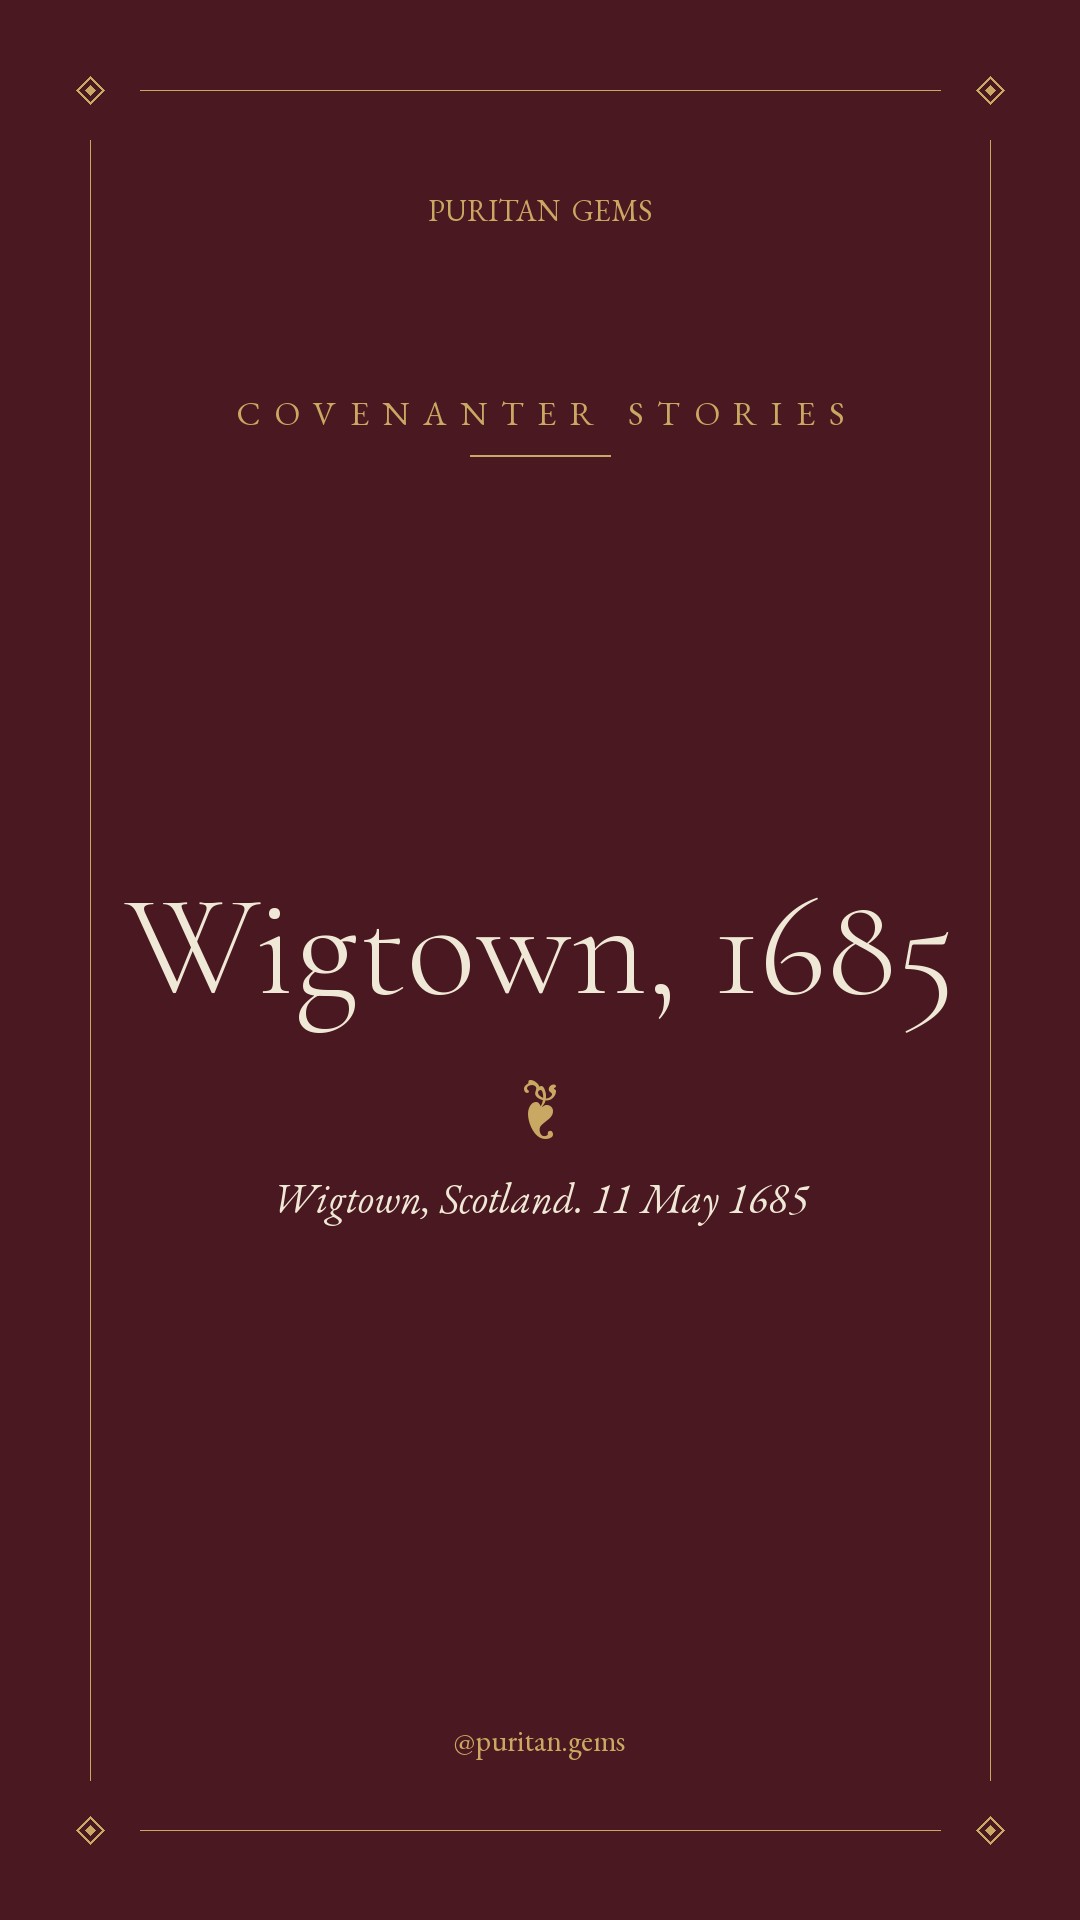 PURITAN GEMS
COVENANTER STORIES
Wigtown, 1685
❦
Wigtown, Scotland. 11 May 1685
@puritan.gems